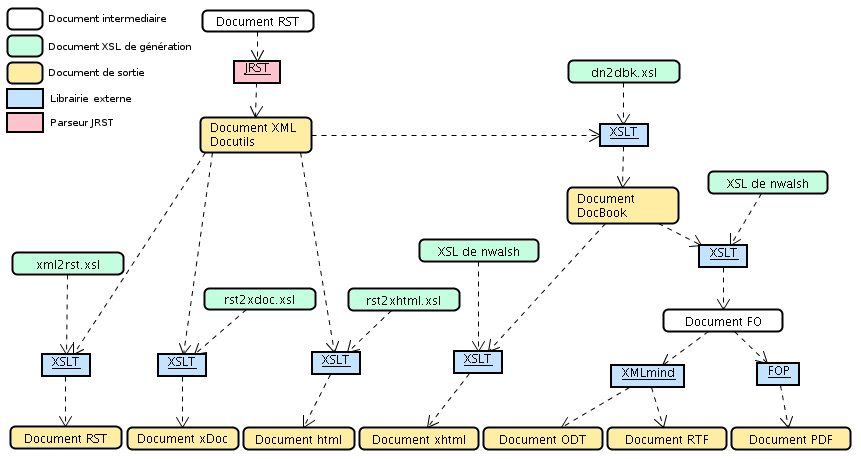 Document intermediaire
Document RST
Document XSL de génération
Document de sortie
JRST
dn2dbk.xsl
Librairie externe
Parseur JRST
Document XML
Docutils
XSLT
XSL de nwalsh
Document
DocBook
XSL de nwalsh
XSLT
xml2rst.xsl
rst2xdoc.xsl
rst2xhtml.xsl
Document FO
XSLT
XSLT
XSLT
XSLT
XMLmind
FOP
Document RST
Document xDoc
Document html
Document xhtml
Document ODT
Document RTF
Document PDF